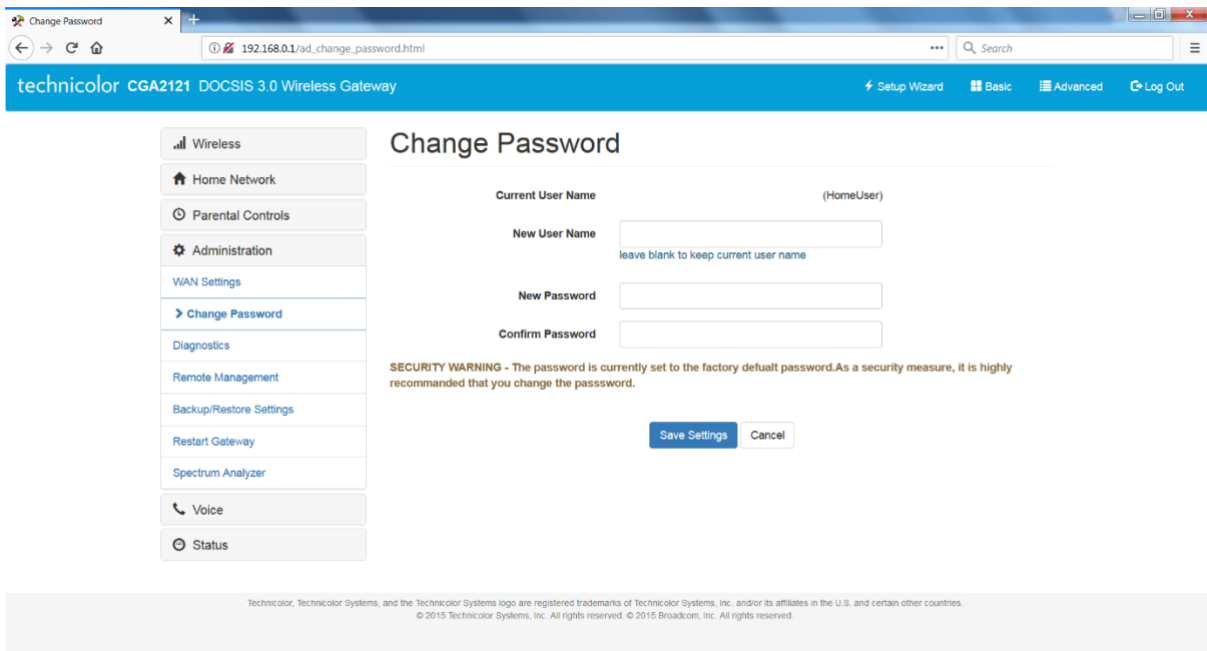 Change Password
192.168.0.1/ad_change_password.html
Search
technicolor CGA2121 DOCSIS 3.0 Wireless Gateway
Setup Wizard
Basic
Advanced
Log Out
Wireless
Home Network
Parental Controls
Administration
WAN Settings
Change Password
Diagnostics
Remote Management
Backup/Restore Settings
Restart Gateway
Spectrum Analyzer
Voice
Status
Change Password
Current User Name (HomeUser)
New User Name
leave blank to keep current user name
New Password
Confirm Password
SECURITY WARNING - The password is currently set to the factory defualt password.As a security measure, it is highly
recommanded that you change the passsword.
Save Settings Cancel
Technicolor, Technicolor Systems, and the Technicolor Systems logo are registered trademarks of Technicolor Systems, Inc. and/or its affiliates in the U.S. and certain other countries.
© 2015 Technicolor Systems, Inc. All rights reserved. © 2015 Broadcom, Inc. All rights reserved.